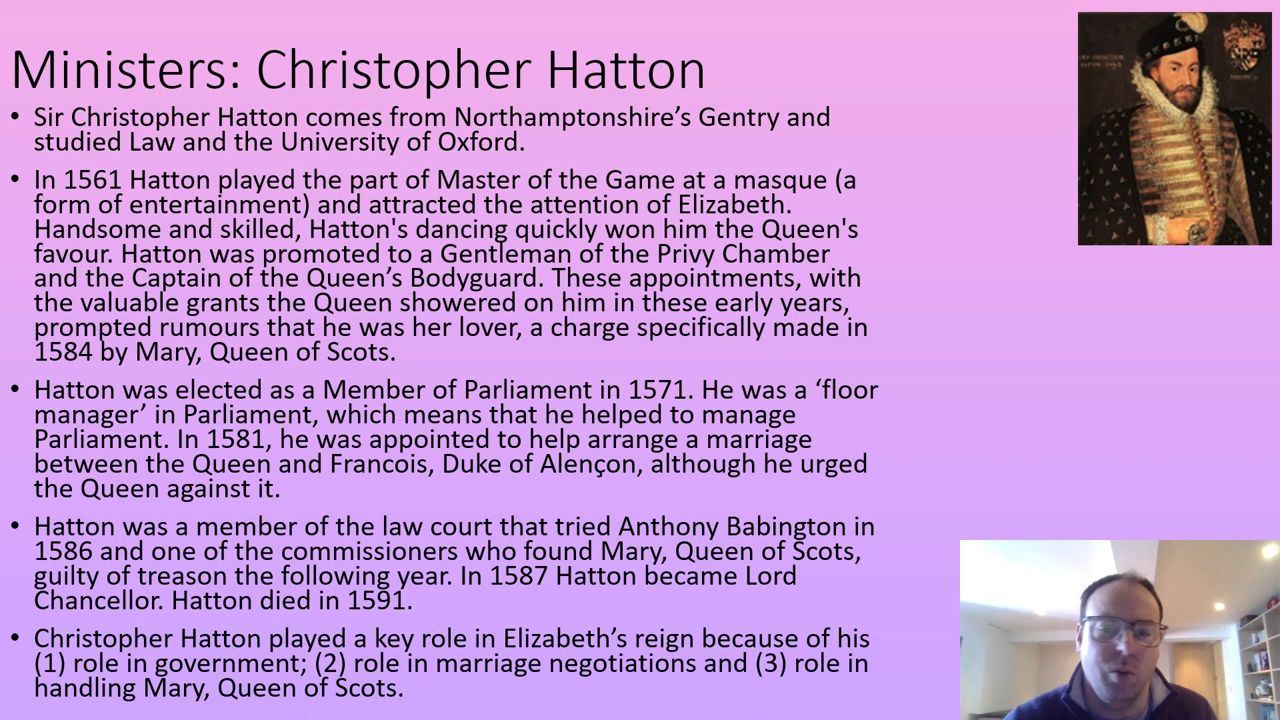 Ministers: Christopher Hatton
• Sir Christopher Hatton comes from Northamptonshire’s Gentry and
studied Law and the University of Oxford.
• In 1561 Hatton played the part of Master of the Game at a masque (a
form of entertainment) and attracted the attention of Elizabeth.
Handsome and skilled, Hatton's dancing quickly won him the Queen's
favour. Hatton was promoted to a Gentleman of the Privy Chamber
and the Captain of the Queen’s Bodyguard. These appointments, with
the valuable grants the Queen showered on him in these early years,
prompted rumours that he was her lover, a charge specifically made in
1584 by Mary, Queen of Scots.
• Hatton was elected as a Member of Parliament in 1571. He was a ‘floor
manager’ in Parliament, which means that he helped to manage
Parliament. In 1581, he was appointed to help arrange a marriage
between the Queen and Francois, Duke of Alençon, although he urged
the Queen against it.
• Hatton was a member of the law court that tried Anthony Babington in
1586 and one of the commissioners who found Mary, Queen of Scots,
guilty of treason the following year. In 1587 Hatton became Lord
Chancellor. Hatton died in 1591.
• Christopher Hatton played a key role in Elizabeth’s reign because of his
(1) role in government; (2) role in marriage negotiations and (3) role in
handling Mary, Queen of Scots.